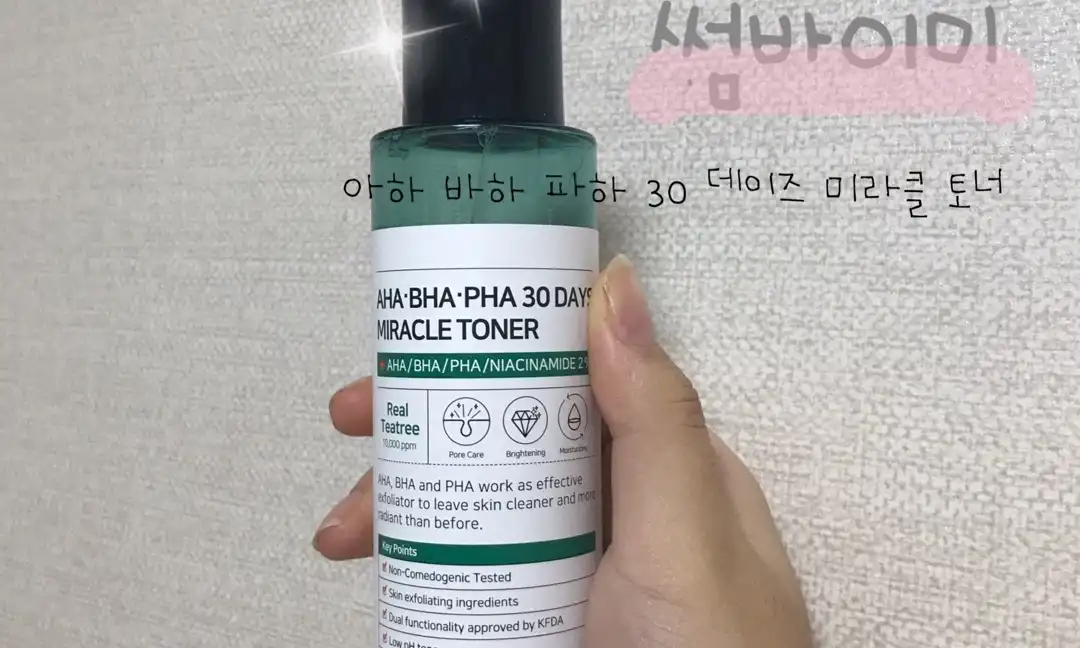 썸바이미
아하 바하 파하 30 데이즈 미라클 토너
AHA·BHA·PHA 30 DAYS
MIRACLE TONER
AHA/BHA/PHA/NIACINAMIDE 2%
Real
Teatree
10,000 ppm
Pore Care
Brightening
Moisturizing
AHA, BHA and PHA work as effective
exfoliator to leave skin cleaner and more
radiant than before.
Key Points
Non-Comedogenic Tested
Skin exfoliating ingredients
Dual functionality approved by KFDA
Low pH